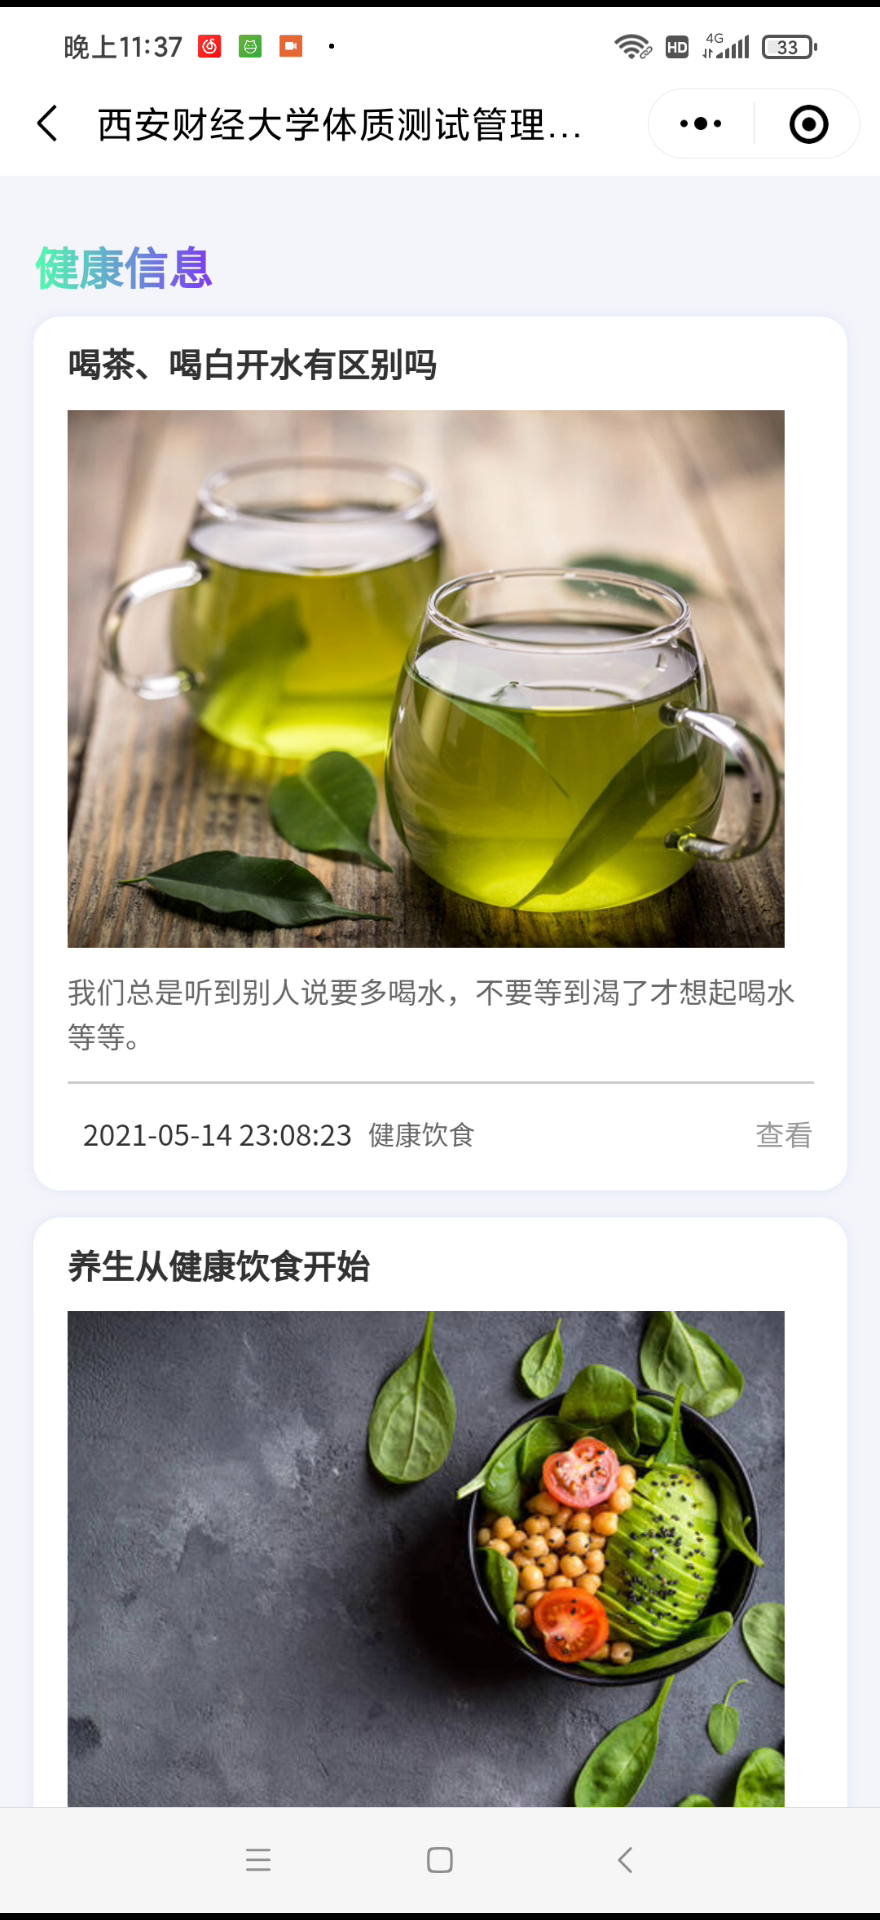 晚上11:37
HD
4G
33
西安财经大学体质测试管理...
健康信息
喝茶、喝白开水有区别吗
我们总是听到别人说要多喝水，不要等到渴了才想起喝水
等等。
2021-05-14 23:08:23 健康饮食 查看
养生从健康饮食开始